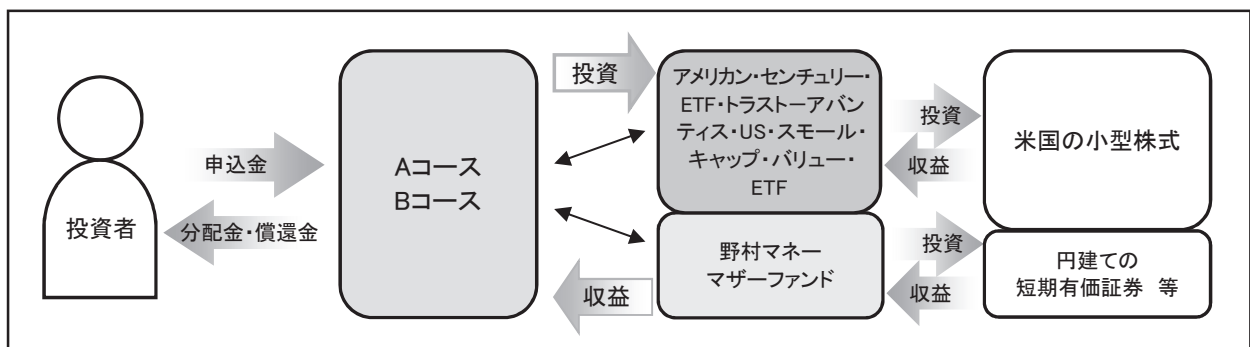 投資者
申込金
分配金・償還金
Aコース
Bコース
投資
収益
アメリカン・センチュリー・
ETF・トラストーアバン
ティス・US・スモール・
キャップ・バリュー・
ETF
野村マネー
マザーファンド
投資
収益
投資
収益
米国の小型株式
円建ての
短期有価証券 等